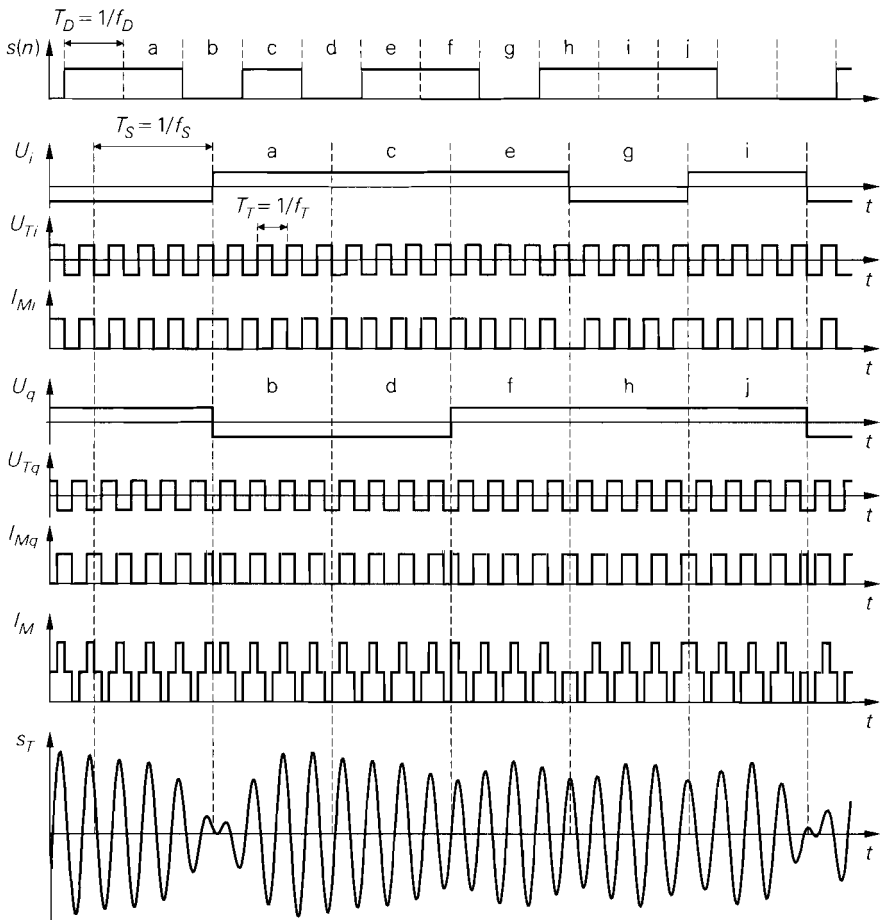 T_D = 1/f_D
s(n) a b c d e f g h i j
T_S = 1/f_S
U_i a c e g i
t
T_T = 1/f_T
U_Ti
t
I_Mi
t
U_q b d f h j
t
U_Tq
t
I_Mq
t
I_M
t
s_T
t